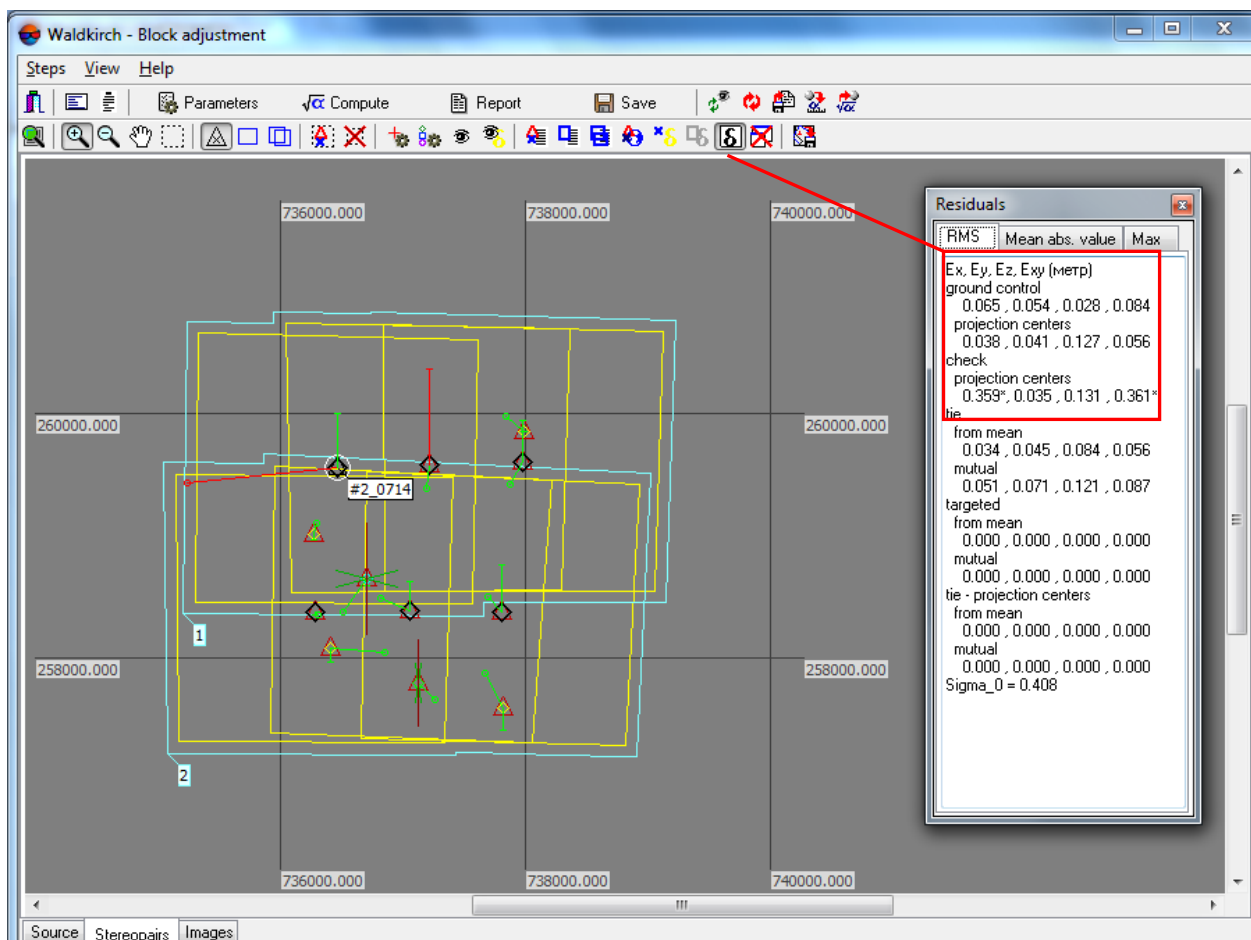 Waldkirch - Block adjustment
Steps View Help
Parameters √α Compute Report Save
736000.000 738000.000 740000.000
260000.000 260000.000
#2_0714
1
258000.000 258000.000
2
736000.000 738000.000 740000.000
Source Stereopairs Images
Residuals
RMS Mean abs. value Max
Ex, Ey, Ez, Exy (метр)
ground control
0.065 , 0.054 , 0.028 , 0.084
projection centers
0.038 , 0.041 , 0.127 , 0.056
check
projection centers
0.359*, 0.035 , 0.131 , 0.361*
tie
from mean
0.034 , 0.045 , 0.084 , 0.056
mutual
0.051 , 0.071 , 0.121 , 0.087
targeted
from mean
0.000 , 0.000 , 0.000 , 0.000
mutual
0.000 , 0.000 , 0.000 , 0.000
tie - projection centers
from mean
0.000 , 0.000 , 0.000 , 0.000
mutual
0.000 , 0.000 , 0.000 , 0.000
Sigma_0 = 0.408